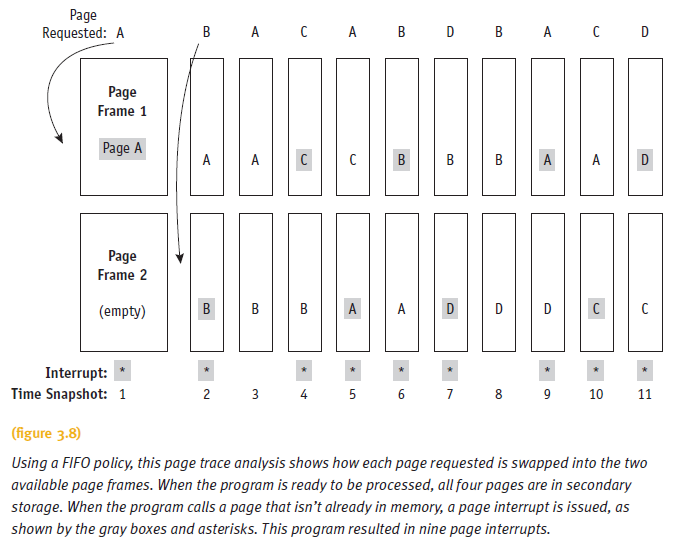 Page
Requested: A B A C A B D B A C D
Page
Frame 1
Page A
A A C C B B B A A D
Page
Frame 2
(empty)
B B B A A D D D C C
Interrupt: * * * * * * * * *
Time Snapshot: 1 2 3 4 5 6 7 8 9 10 11
(figure 3.8)
Using a FIFO policy, this page trace analysis shows how each page requested is swapped into the two
available page frames. When the program is ready to be processed, all four pages are in secondary
storage. When the program calls a page that isn't already in memory, a page interrupt is issued, as
shown by the gray boxes and asterisks. This program resulted in nine page interrupts.